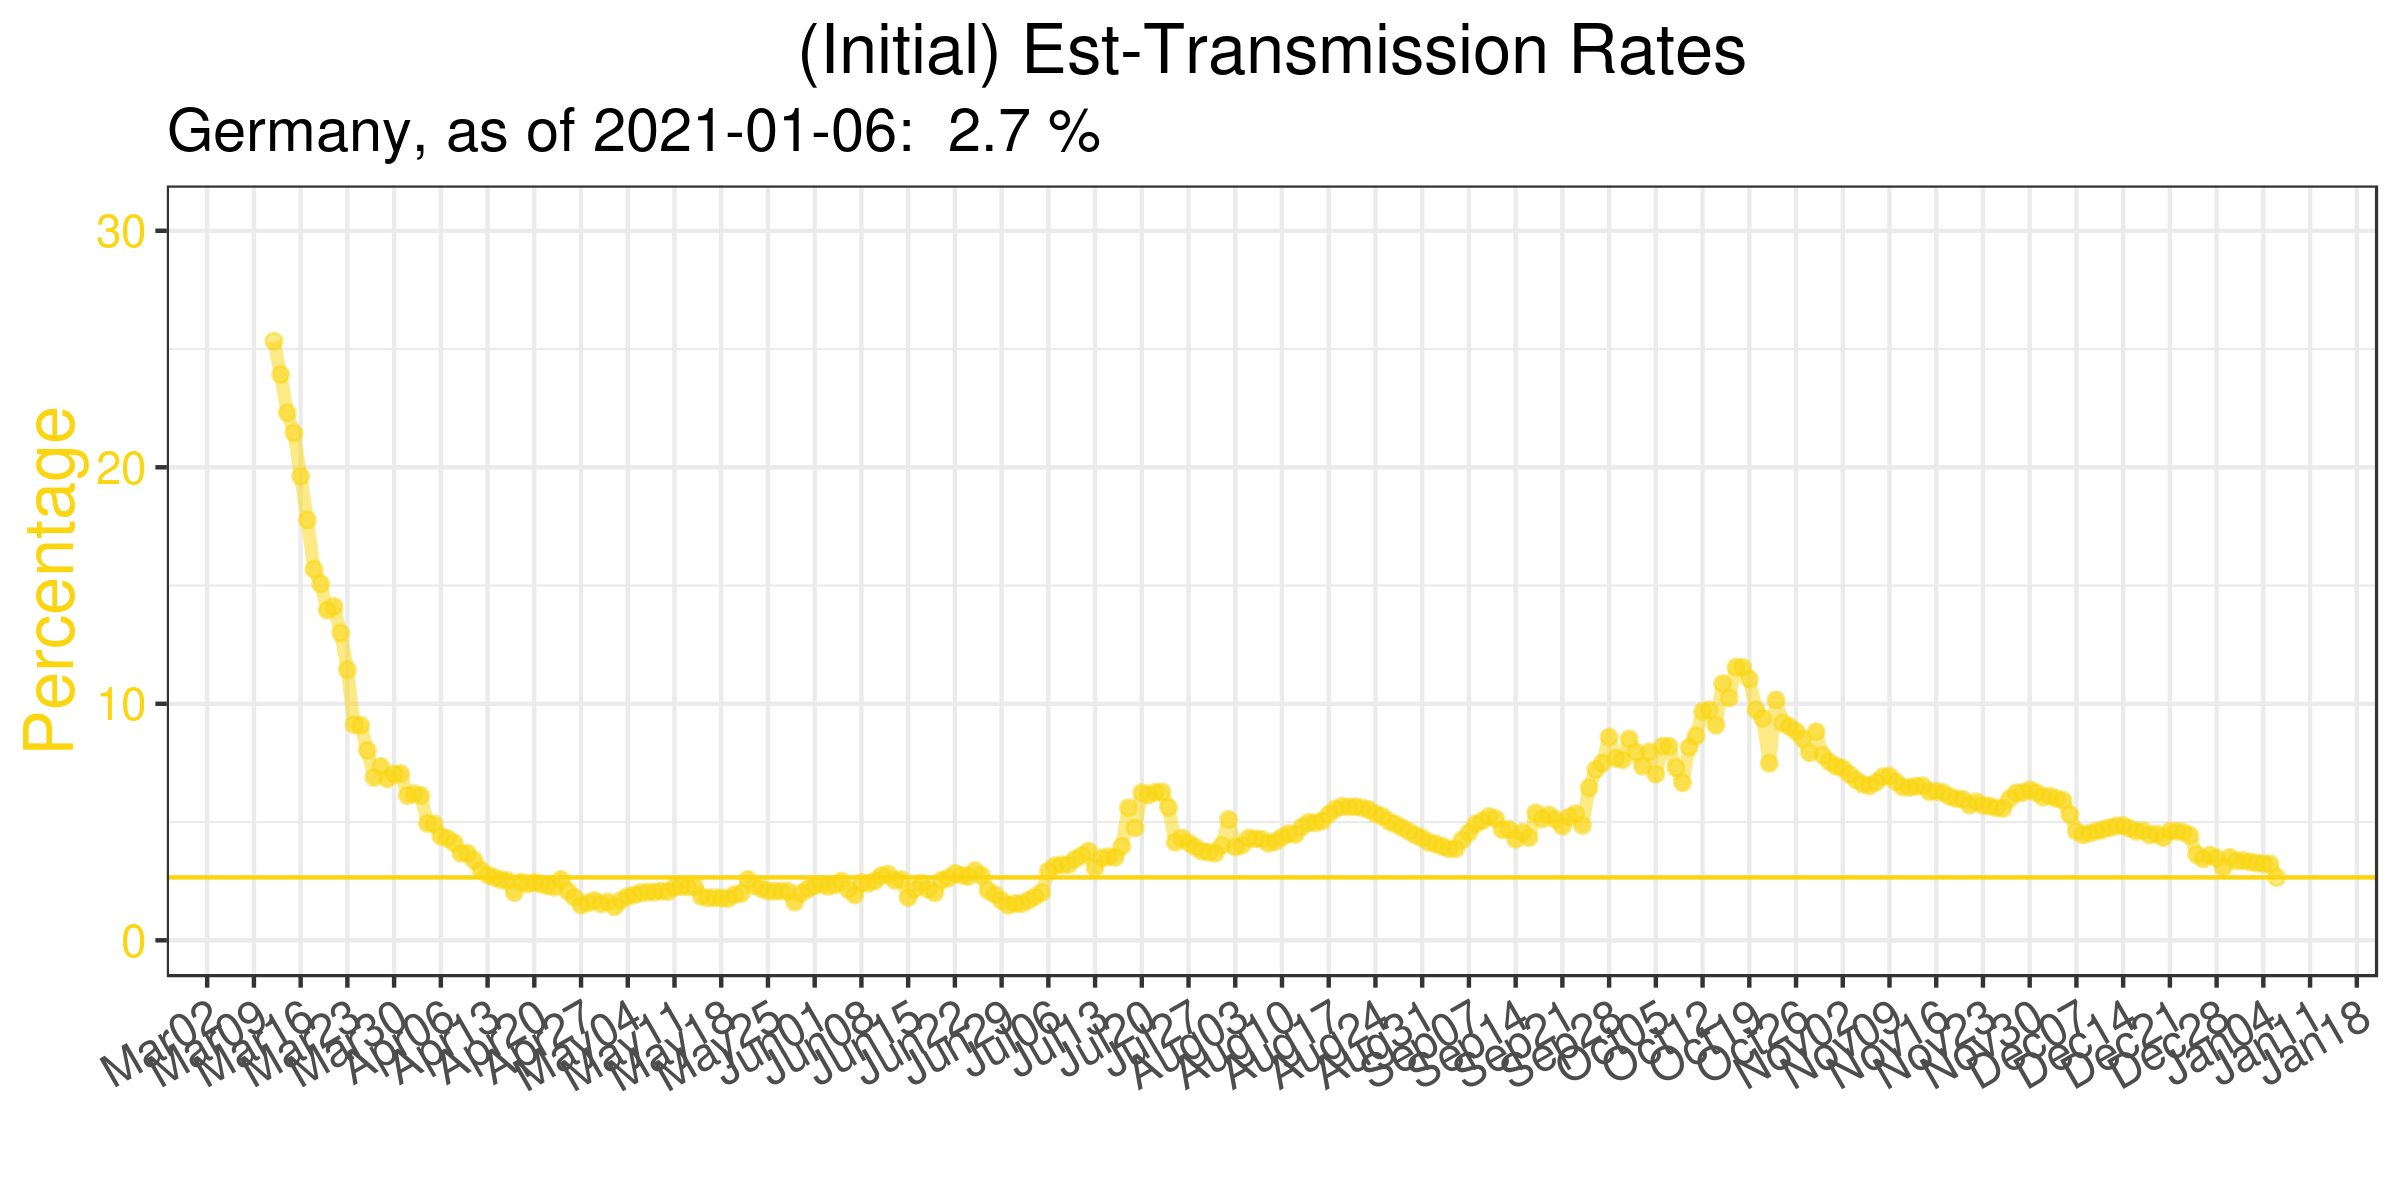 (Initial) Est-Transmission Rates
Germany, as of 2021-01-06: 2.7 %
Percentage
30
20
10
0
Mar02
Mar09
Mar16
Mar23
Mar30
Apr06
Apr13
Apr20
Apr27
May04
May11
May18
May25
Jun01
Jun08
Jun15
Jun22
Jun29
Jul06
Jul13
Jul20
Jul27
Aug03
Aug10
Aug17
Aug24
Aug31
Sep07
Sep14
Sep21
Sep28
Oct05
Oct12
Oct19
Oct26
Nov02
Nov09
Nov16
Nov23
Nov30
Dec07
Dec14
Dec21
Dec28
Jan04
Jan11
Jan18